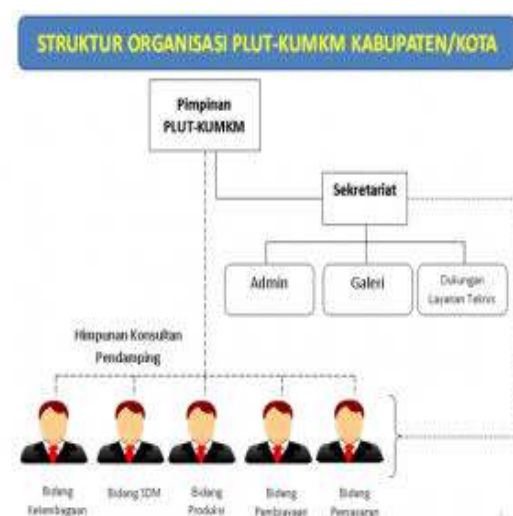 STRUKTUR ORGANISASI PLUT-KUMKM KABUPATEN/KOTA
Pimpinan
PLUT-KUMKM
Sekretariat
Admin
Galeri
Dukungan
Layanan Teknis
Himpunan Konsultan
Pendamping
Bidang
Kelembagaan
Bidang SDM
Bidang
Produksi
Bidang
Pembiayaan
Bidang
Pemasaran